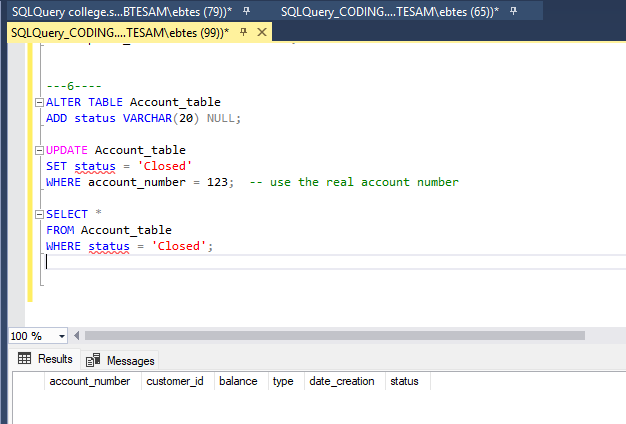 SQLQuery college.s...BTESAM\ebtes (79))* SQLQuery_CODING....TESAM\ebtes (65))*
SQLQuery_CODING....TESAM\ebtes (99))*
---6----
ALTER TABLE Account_table
ADD status VARCHAR(20) NULL;
UPDATE Account_table
SET status = 'Closed'
WHERE account_number = 123;  -- use the real account number
SELECT *
FROM Account_table
WHERE status = 'Closed';
100 %
Results Messages
account_number customer_id balance type date_creation status